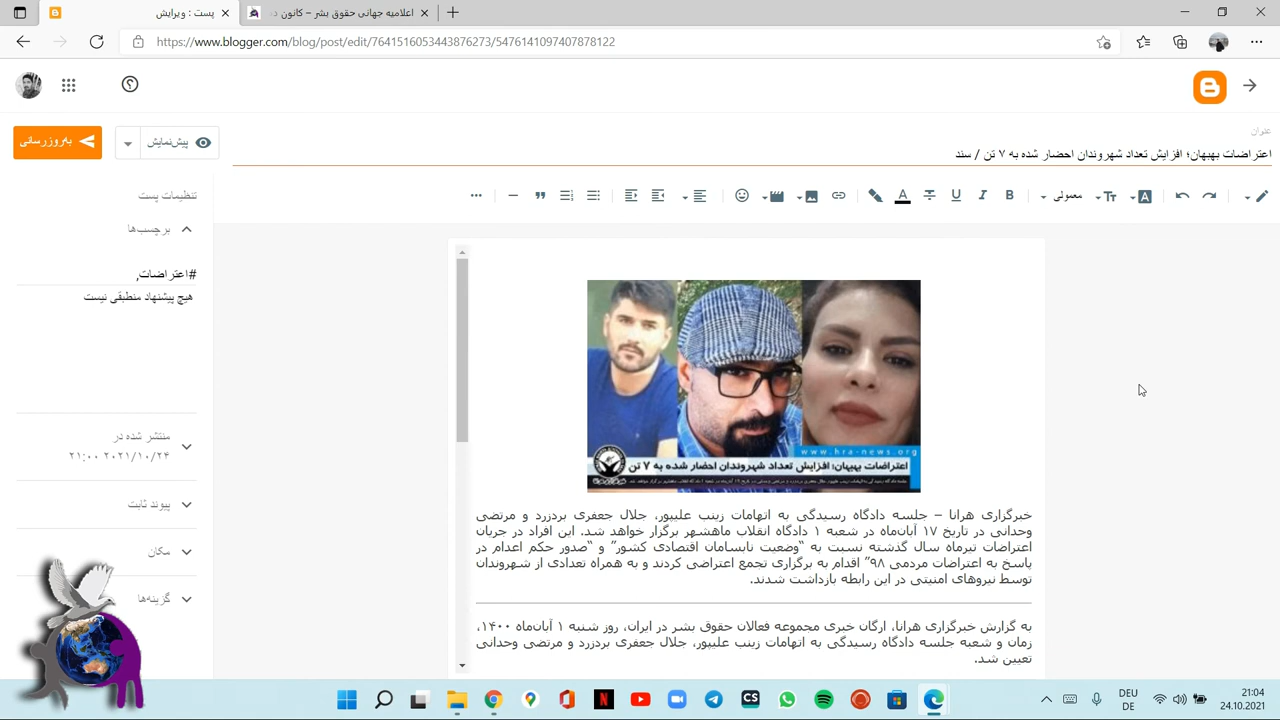 پست : ویرایش
اعلامیه جهانی حقوق بشر – کانون د
https://www.blogger.com/blog/post/edit/7641516053443876273/5476141097407878122
عنوان
اعتراضات بهبهان؛ افزایش تعداد شهروندان احضار شده به ۷ تن / سند
پیش‌نمایش
به‌روزرسانی
معمولی
تنظیمات پست
برچسب‌ها
#اعتراضات,
هیچ پیشنهاد منطبقی نیست
منتشر شده در
۲۰۲۱/۱۰/۲۴ ۲۱:۰۰
پیوند ثابت
مکان
گزینه‌ها
www.hra-news.org
اعتراضات بهبهان؛ افزایش تعداد شهروندان احضار شده به ۷ تن
خبرگزاری هرانا – جلسه دادگاه رسیدگی به اتهامات زینب علیپور، جلال جعفری بردزرد و مرتضی
وحدانی در تاریخ ۱۷ آبان‌ماه در شعبه ۱ دادگاه انقلاب ماهشهر برگزار خواهد شد. این افراد در جریان
اعتراضات تیرماه سال گذشته نسبت به “وضعیت نابسامان اقتصادی کشور” و “صدور حکم اعدام در
پاسخ به اعتراضات مردمی ۹۸” اقدام به برگزاری تجمع اعتراضی کردند و به همراه تعدادی از شهروندان
توسط نیروهای امنیتی در این رابطه بازداشت شدند.
به گزارش خبرگزاری هرانا، ارگان خبری مجموعه فعالان حقوق بشر در ایران، روز شنبه ۱ آبان‌ماه ۱۴۰۰،
زمان و شعبه جلسه دادگاه رسیدگی به اتهامات زینب علیپور، جلال جعفری بردزرد و مرتضی وحدانی
تعیین شد.
CS
DEU
DE
21:04
24.10.2021